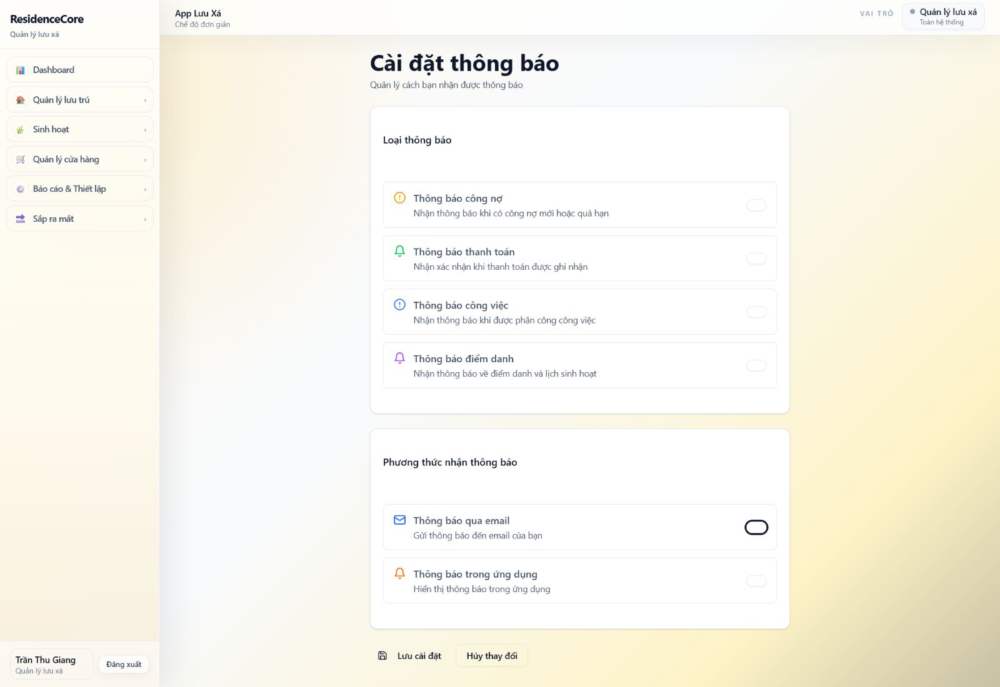 ResidenceCore
Quản lý lưu xá
Dashboard
Quản lý lưu trú
Sinh hoạt
Quản lý cửa hàng
Báo cáo & Thiết lập
SOON
Sắp ra mắt
Trần Thu Giang
Quản lý lưu xá
Đăng xuất
App Lưu Xá
Chế độ đơn giản
VAI TRÒ
Quản lý lưu xá
Toàn hệ thống
Cài đặt thông báo
Quản lý cách bạn nhận được thông báo
Loại thông báo
Thông báo công nợ
Nhận thông báo khi có công nợ mới hoặc quá hạn
Thông báo thanh toán
Nhận xác nhận khi thanh toán được ghi nhận
Thông báo công việc
Nhận thông báo khi được phân công công việc
Thông báo điểm danh
Nhận thông báo về điểm danh và lịch sinh hoạt
Phương thức nhận thông báo
Thông báo qua email
Gửi thông báo đến email của bạn
Thông báo trong ứng dụng
Hiển thị thông báo trong ứng dụng
Lưu cài đặt
Hủy thay đổi